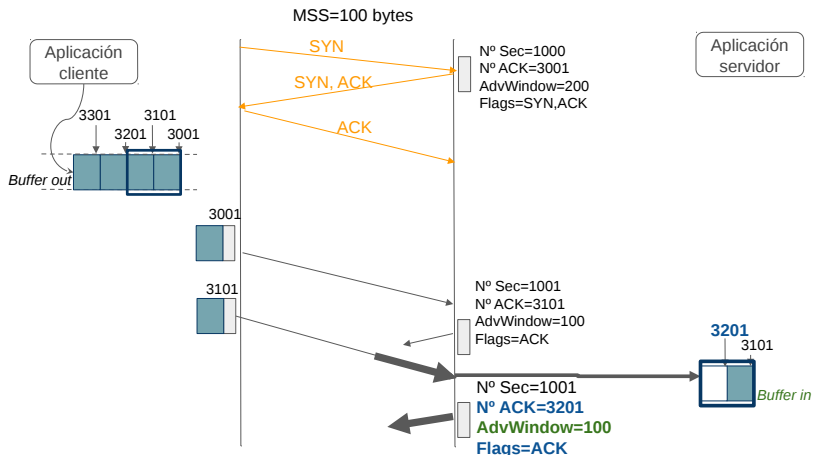 MSS=100 bytes
Aplicación
cliente
SYN
SYN, ACK
ACK
Nº Sec=1000
Nº ACK=3001
AdvWindow=200
Flags=SYN,ACK
Aplicación
servidor
3301
3101
3201
3001
Buffer out
3001
3101
Nº Sec=1001
Nº ACK=3101
AdvWindow=100
Flags=ACK
3201
3101
Buffer in
Nº Sec=1001
Nº ACK=3201
AdvWindow=100
Flags=ACK